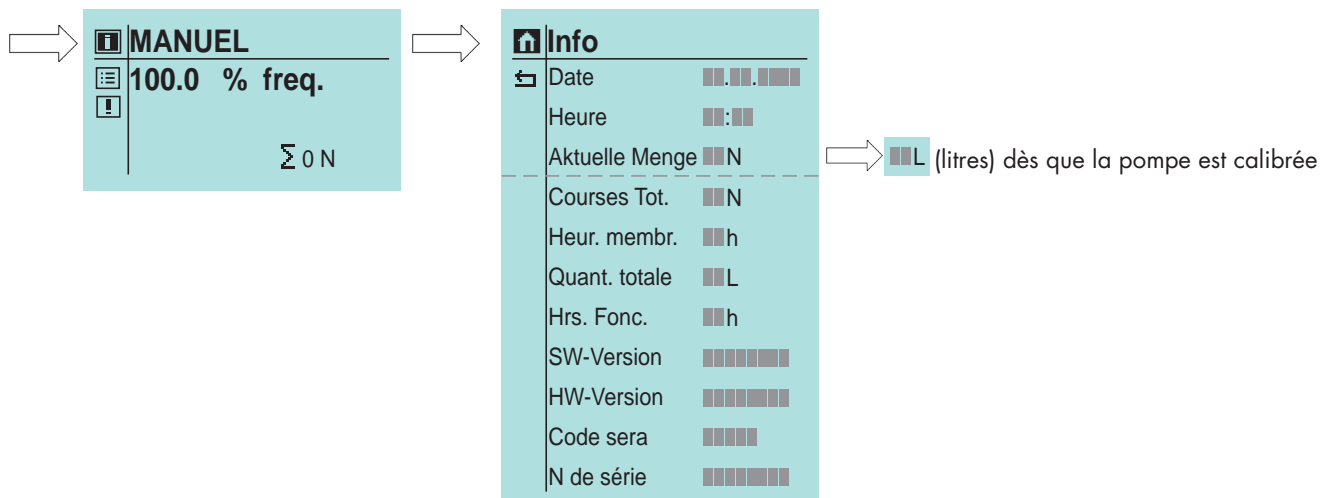 MANUEL
100.0 % freq.
Σ 0 N
Info
Date
Heure
Aktuelle Menge N
L (litres) dès que la pompe est calibrée
Courses Tot. N
Heur. membr. h
Quant. totale L
Hrs. Fonc. h
SW-Version
HW-Version
Code sera
N de série